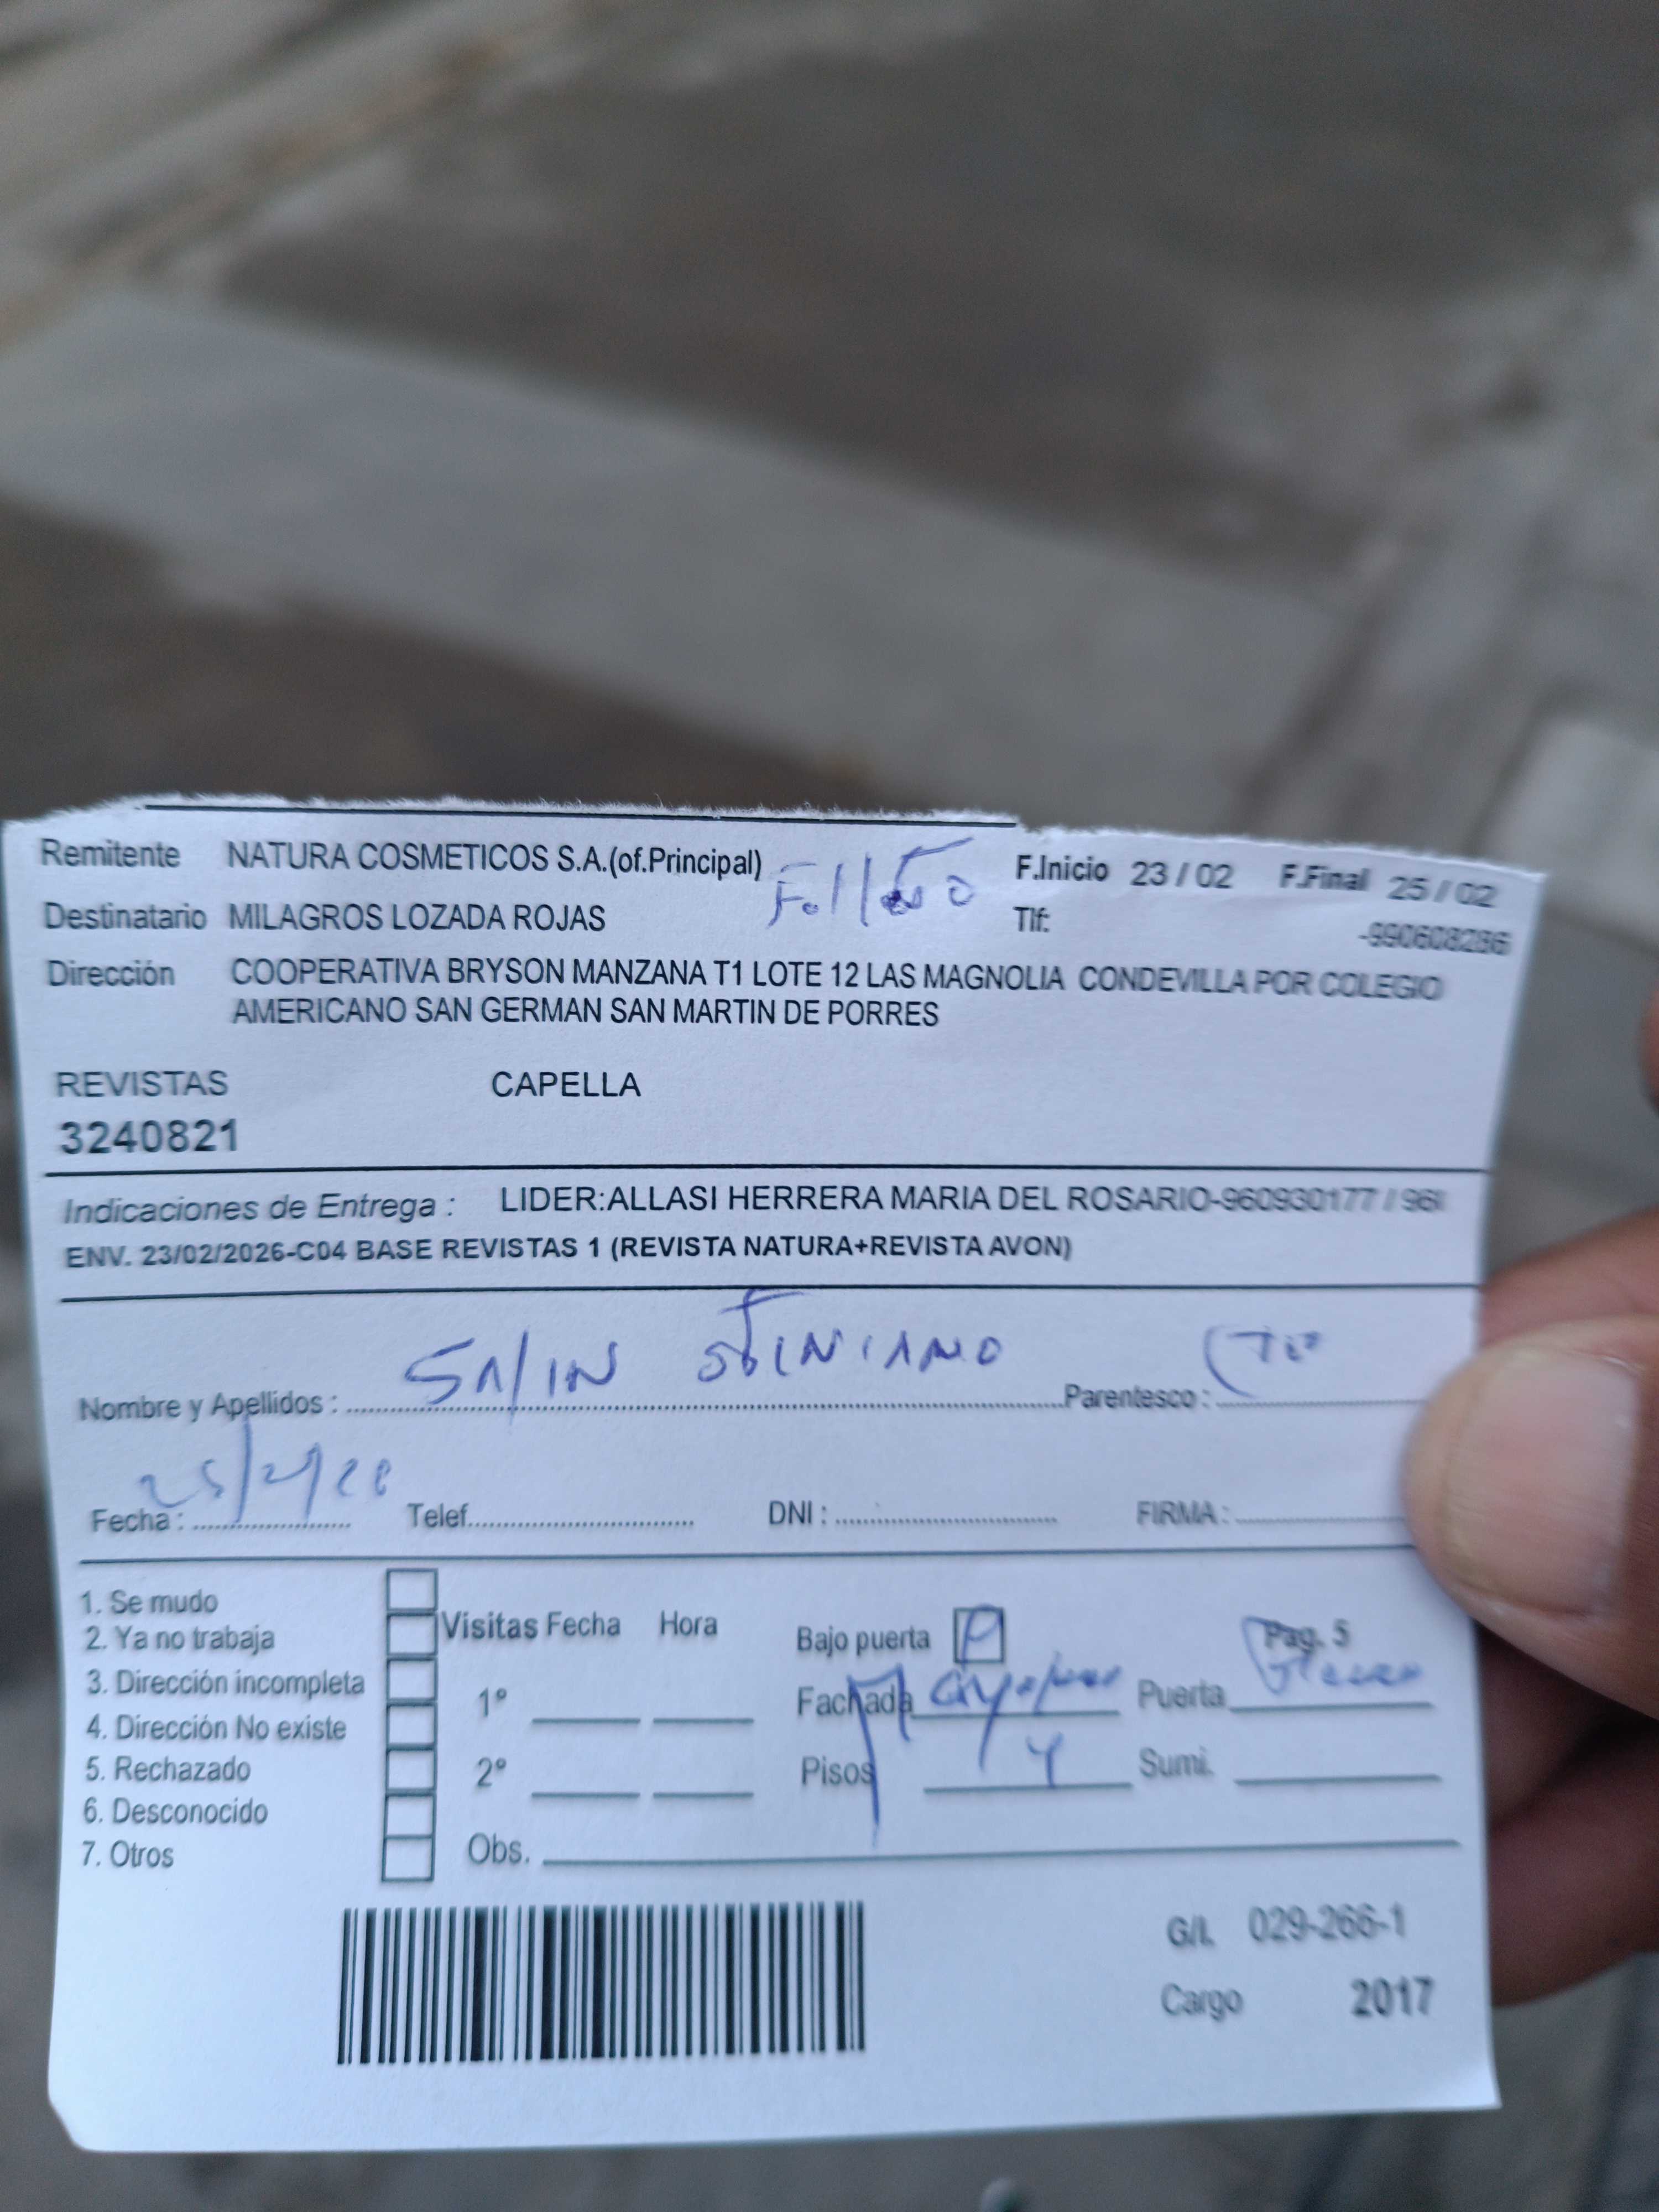 Remitente NATURA COSMETICOS S.A.(of.Principal) F.Inicio 23 / 02 F.Final 25 / 02
Destinatario MILAGROS LOZADA ROJAS Tlf: -990608286
Dirección COOPERATIVA BRYSON MANZANA T1 LOTE 12 LAS MAGNOLIA CONDEVILLA POR COLEGIO
AMERICANO SAN GERMAN SAN MARTIN DE PORRES
REVISTAS CAPELLA
3240821
Indicaciones de Entrega : LIDER:ALLASI HERRERA MARIA DEL ROSARIO-960930177 / 96
ENV. 23/02/2026-C04 BASE REVISTAS 1 (REVISTA NATURA+REVISTA AVON)
Nombre y Apellidos : Parentesco :
Fecha : 25/2/26 Telef. DNI : FIRMA :
1. Se mudo
2. Ya no trabaja
3. Dirección incompleta
4. Dirección No existe
5. Rechazado
6. Desconocido
7. Otros
Visitas Fecha Hora
1º
2º
Obs.
Bajo puerta Pag. 5
Fachada Puerta
Pisos 4 Sumi.
G/I. 029-266-1
Cargo 2017